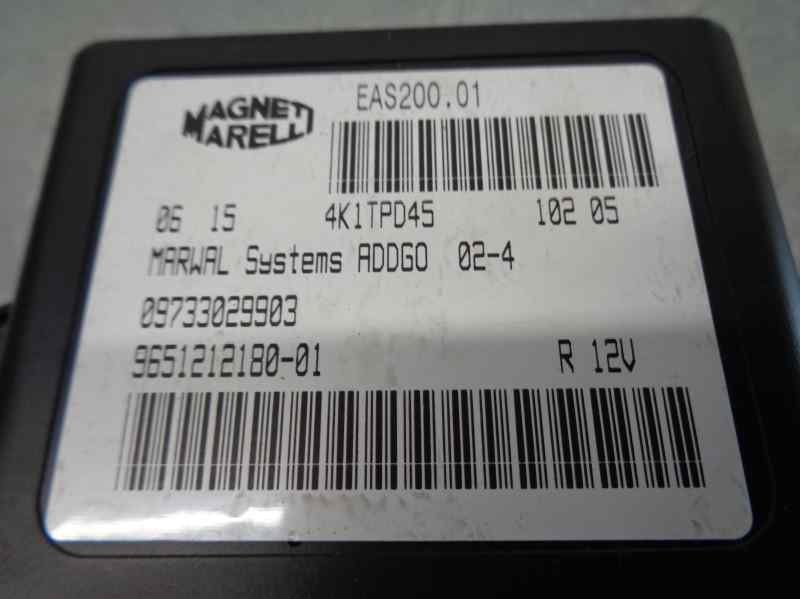 MAGNETI MARELLI
EAS200.01
06 15 4K1TPD45 102 05
MARWAL Systems ADDGO 02-4
09733029903
9651212180-01 R 12V